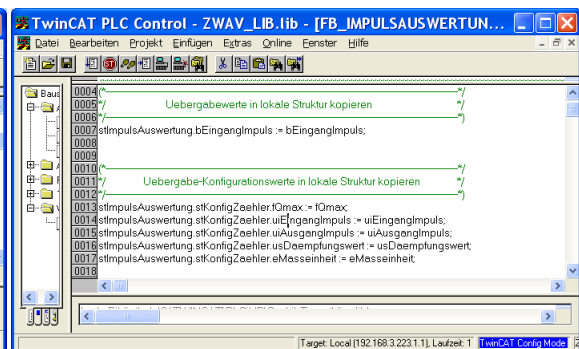 TwinCAT PLC Control - ZWAV_LIB.lib - [FB_IMPULSAUSWERTUN...
Datei Bearbeiten Projekt Einfügen Extras Online Fenster Hilfe
Baus
0004 (*-----*/
0005 */ Uebergabewerte in lokale Struktur kopieren */
0006 */-----*)
0007 stImpulsAuswertung.bEingangImpuls := bEingangImpuls;
0008
0009
0010 (*-----*/
0011 */ Uebergabe-Konfigurationswerte in lokale Struktur kopieren */
0012 */-----*)
0013 stImpulsAuswertung.stKonfigZaehler.fQmax := fQmax;
0014 stImpulsAuswertung.stKonfigZaehler.uiEingangImpuls := uiEingangImpuls;
0015 stImpulsAuswertung.stKonfigZaehler.uiAusgangImpuls := uiAusgangImpuls;
0016 stImpulsAuswertung.stKonfigZaehler.usDaempfungswert := usDaempfungswert;
0017 stImpulsAuswertung.stKonfigZaehler.eMasseinheit := eMasseinheit;
0018
Target: Local (192.168.3.223.1.1), Laufzeit: 1 TwinCAT Config Mode